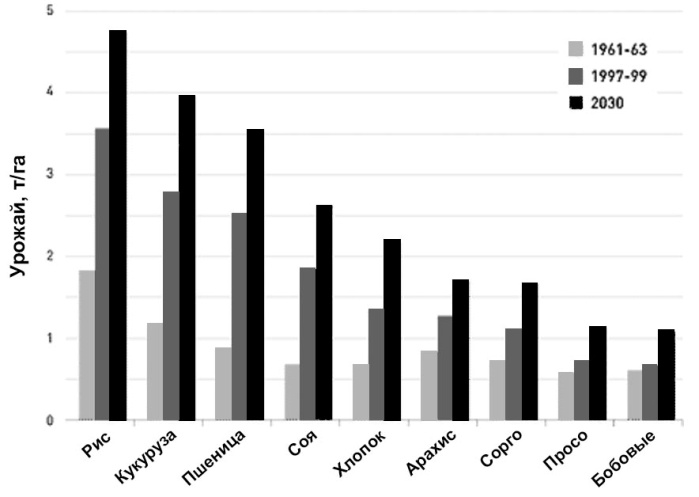 5
4
3
2
1
0
Урожай, т/га
1961-63
1997-99
2030
Рис
Кукуруза
Пшеница
Соя
Хлопок
Арахис
Сорго
Просо
Бобовые